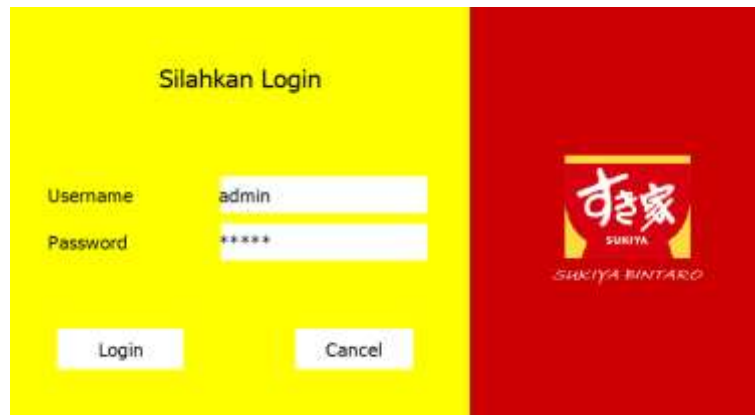 Silahkan Login
Username admin
Password *****
Login Cancel
すき家
SUKIYA
SUKIYA BINTARO